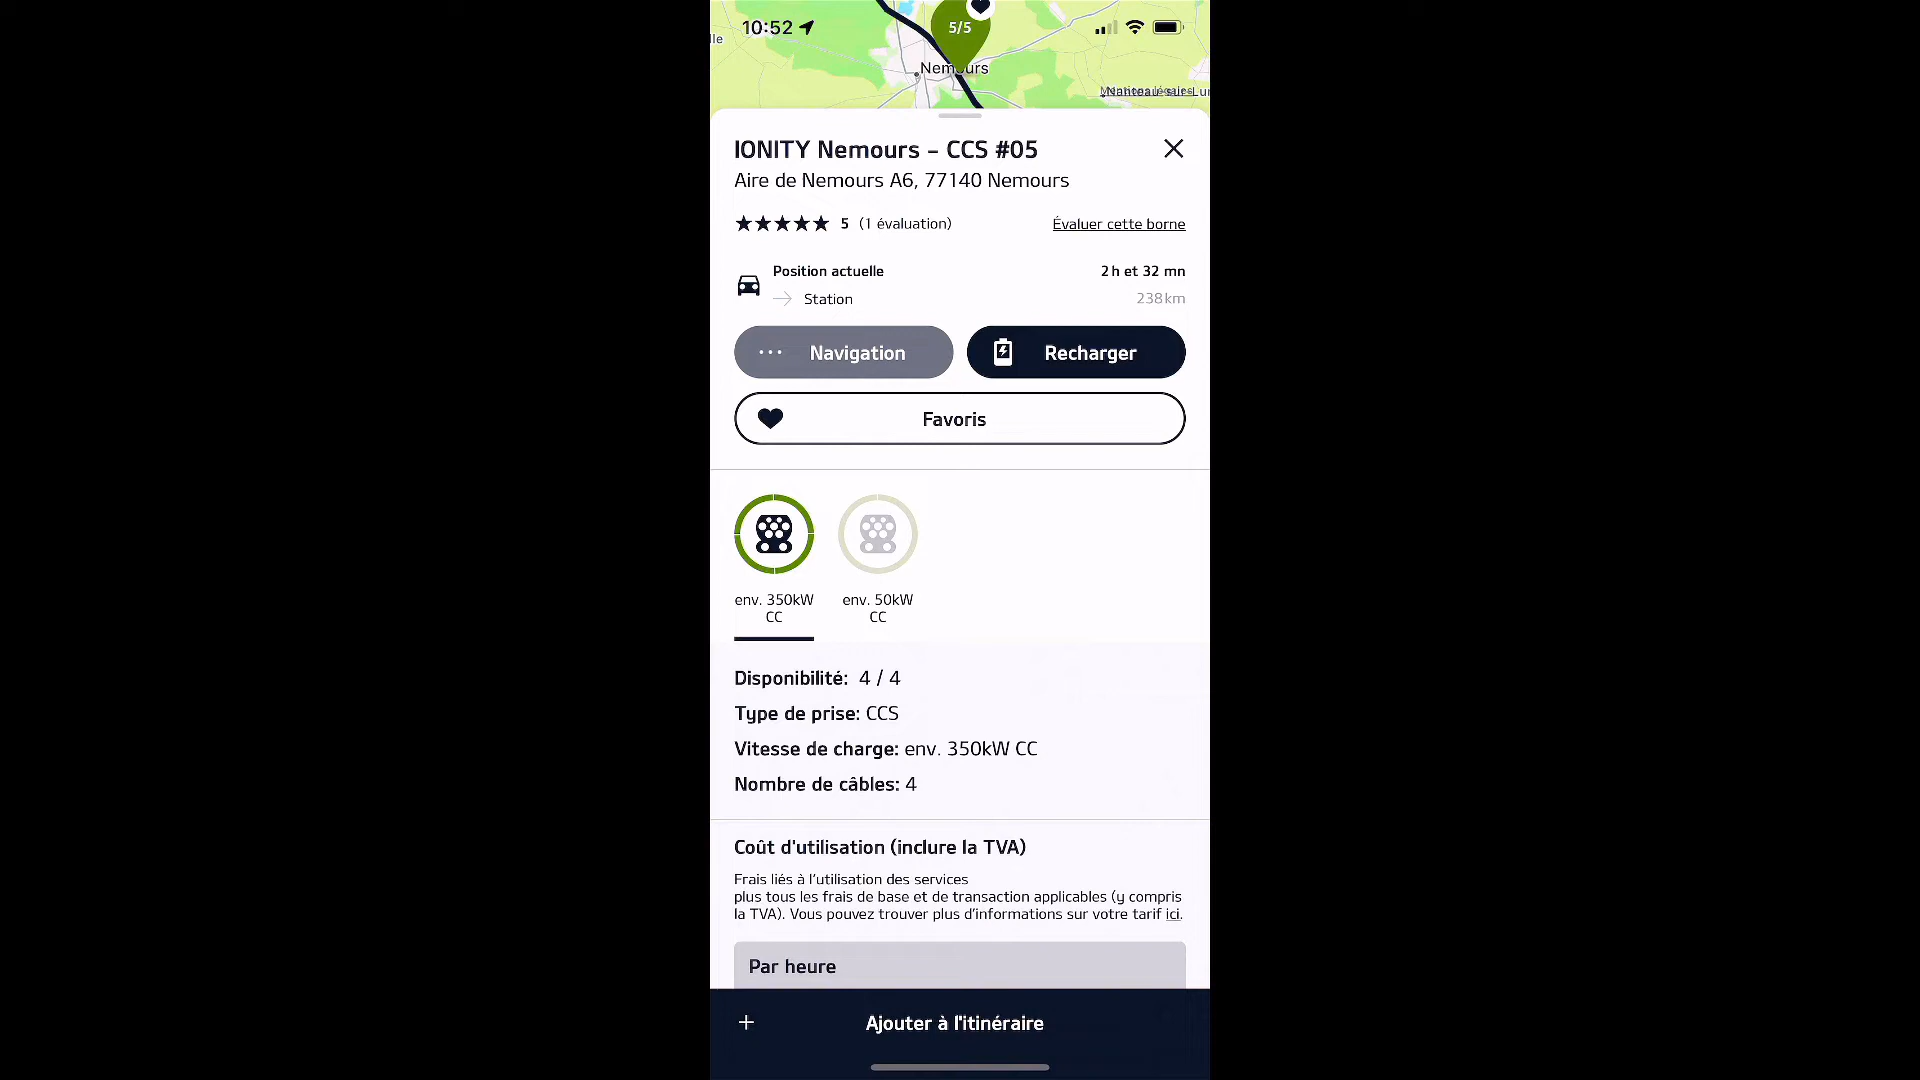 10:52
5/5
lle
Nemours
IONITY Nemours – CCS #05
Aire de Nemours A6, 77140 Nemours
5 (1 évaluation)
Évaluer cette borne
Position actuelle
2 h et 32 mn
Station
238 km
Navigation
Recharger
Favoris
env. 350kW
CC
env. 50kW
CC
Disponibilité: 4 / 4
Type de prise: CCS
Vitesse de charge: env. 350kW CC
Nombre de câbles: 4
Coût d'utilisation (inclure la TVA)
Frais liés à l’utilisation des services
plus tous les frais de base et de transaction applicables (y compris
la TVA). Vous pouvez trouver plus d’informations sur votre tarif ici.
Par heure
+ Ajouter à l'itinéraire